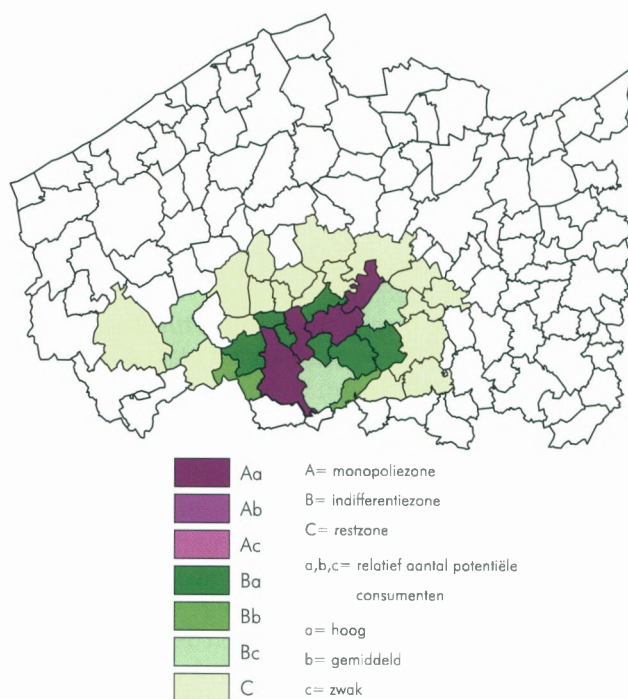 Aa
Ab
Ac
Ba
Bb
Bc
C
A= monopoliezone
B= indifferentiezone
C= restzone
a,b,c= relatief aantal potentiële
consumenten
a= hoog
b= gemiddeld
c= zwak